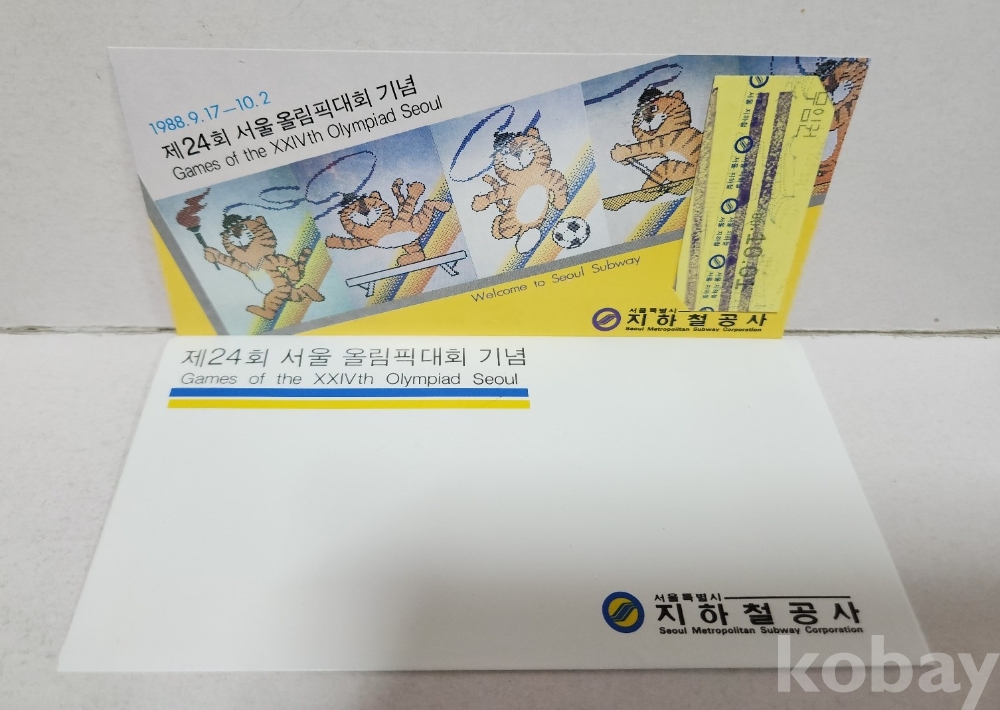 1988.9.17-10.2
제24회 서울 올림픽대회 기념
Games of the XXIVth Olympiad Seoul
무임권
Welcome to Seoul Subway
서울특별시
지하철공사
Seoul Metropolitan Subway Corporation
제24회 서울 올림픽대회 기념
Games of the XXIVth Olympiad Seoul
서울특별시
지하철공사
Seoul Metropolitan Subway Corporation
kobay